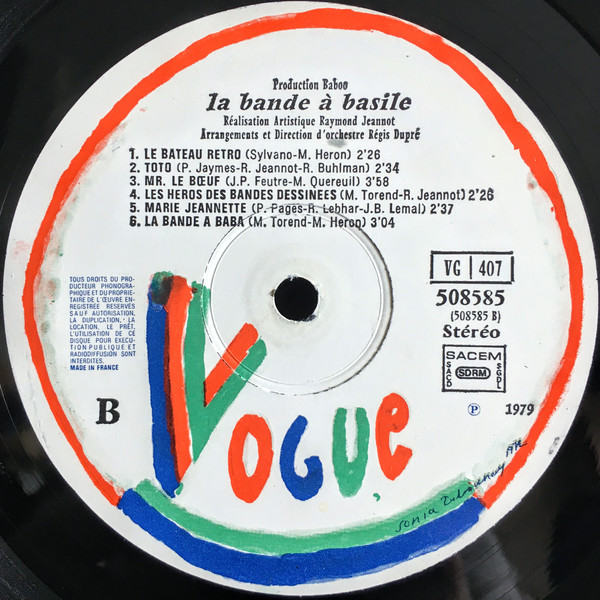 Production Baboo
la bande à basile
Réalisation Artistique Raymond Jeannot
Arrangements et Direction d'orchestre Régis Dupré
1. LE BATEAU RETRO (Sylvano-M. Heron) 2'26
2. TOTO (P. Jaymes-R. Jeannot-R. Buhlman) 2'34
3. MR. LE BŒUF (J.P. Feutre-M. Quereuil) 3'58
4. LES HEROS DES BANDES DESSINEES (M. Torend-R. Jeannot) 2'26
5. MARIE JEANNETTE (P. Pages-R. Lebhar-J.B. Lemal) 2'37
6. LA BANDE A BABA (M. Torend-M. Heron) 3'04
TOUS DROITS DU PRO-
DUCTEUR PHONOGRA-
PHIQUE ET DU PROPRIE-
TAIRE DE L'ŒUVRE EN-
REGISTREE RESERVES
SAUF AUTORISATION,
LA DUPLICATION, LA
LOCATION, LE PRÊT,
L'UTILISATION DE CE
DISQUE POUR EXECU-
TION PUBLIQUE ET
RADIODIFFUSION SONT
INTERDITES.
MADE IN FRANCE
VG 407
508585
(508585 B)
Stéréo
SACEM
SACD SDRM SGDL
B
℗ 1979
VOGUE
sonia